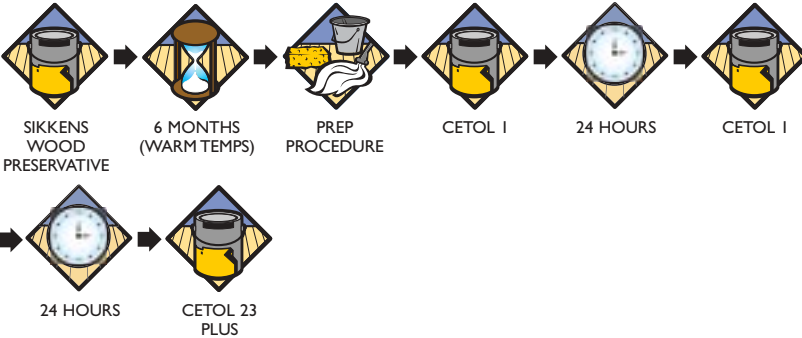 SIKKENS
WOOD
PRESERVATIVE
6 MONTHS
(WARM TEMPS)
PREP
PROCEDURE
CETOL 1
24 HOURS
CETOL 1
24 HOURS
CETOL 23
PLUS